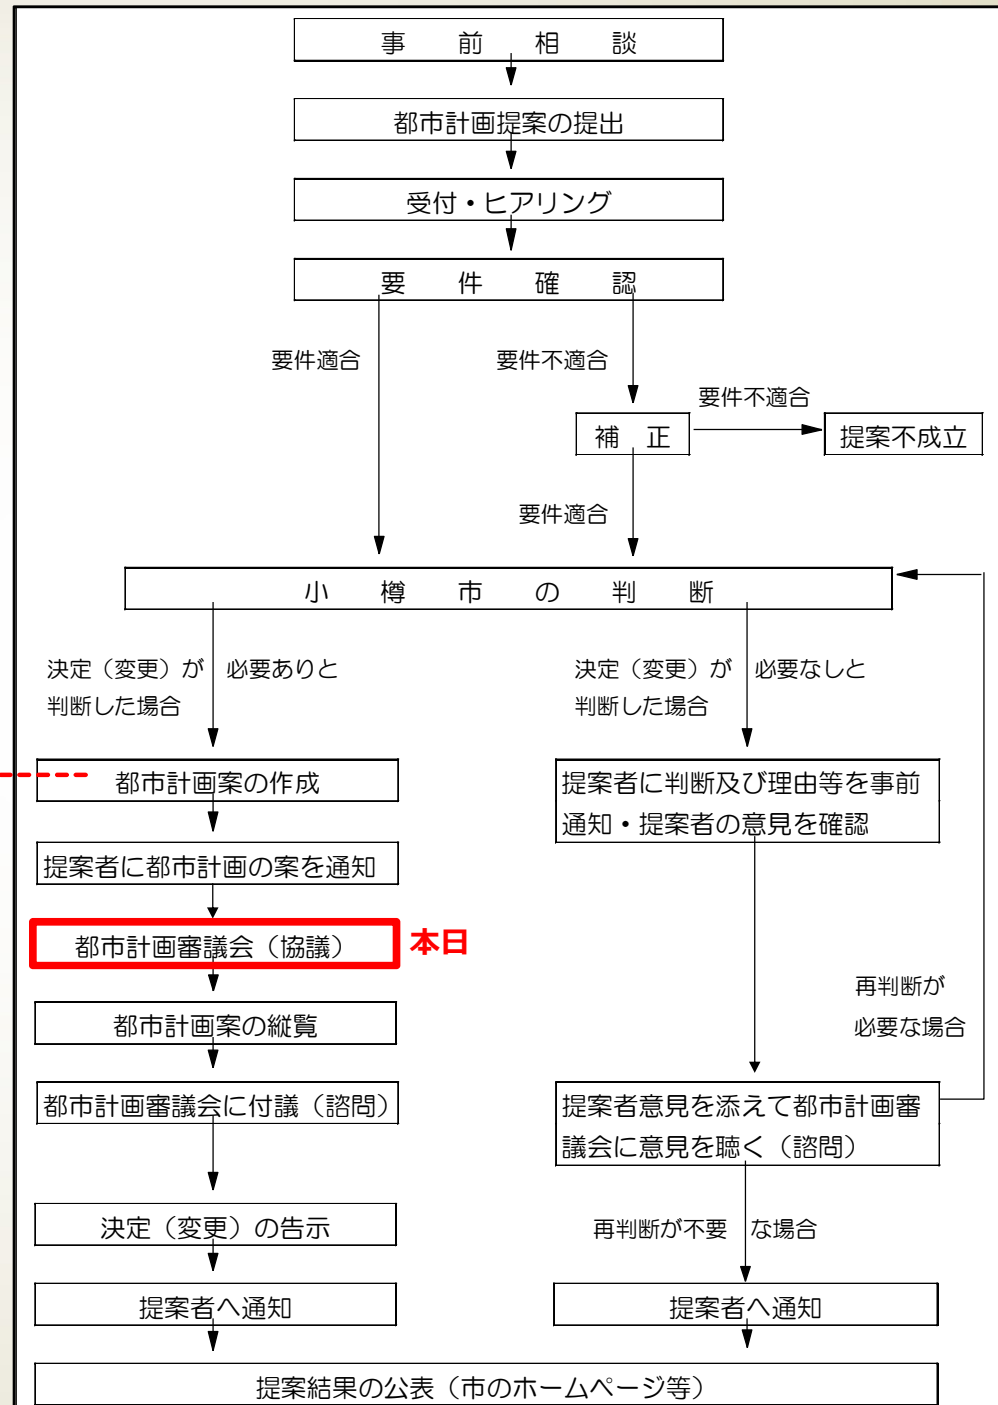 事前相談
都市計画提案の提出
受付・ヒアリング
要件確認
要件適合
要件不適合
要件不適合
補正
提案不成立
要件適合
小樽市の判断
決定（変更）が必要ありと
判断した場合
決定（変更）が必要なしと
判断した場合
都市計画案の作成
提案者に判断及び理由等を事前
通知・提案者の意見を確認
提案者に都市計画の案を通知
都市計画審議会（協議）
本日
都市計画案の縦覧
再判断が
必要な場合
都市計画審議会に付議（諮問）
提案者意見を添えて都市計画審
議会に意見を聴く（諮問）
決定（変更）の告示
再判断が不要な場合
提案者へ通知
提案者へ通知
提案結果の公表（市のホームページ等）